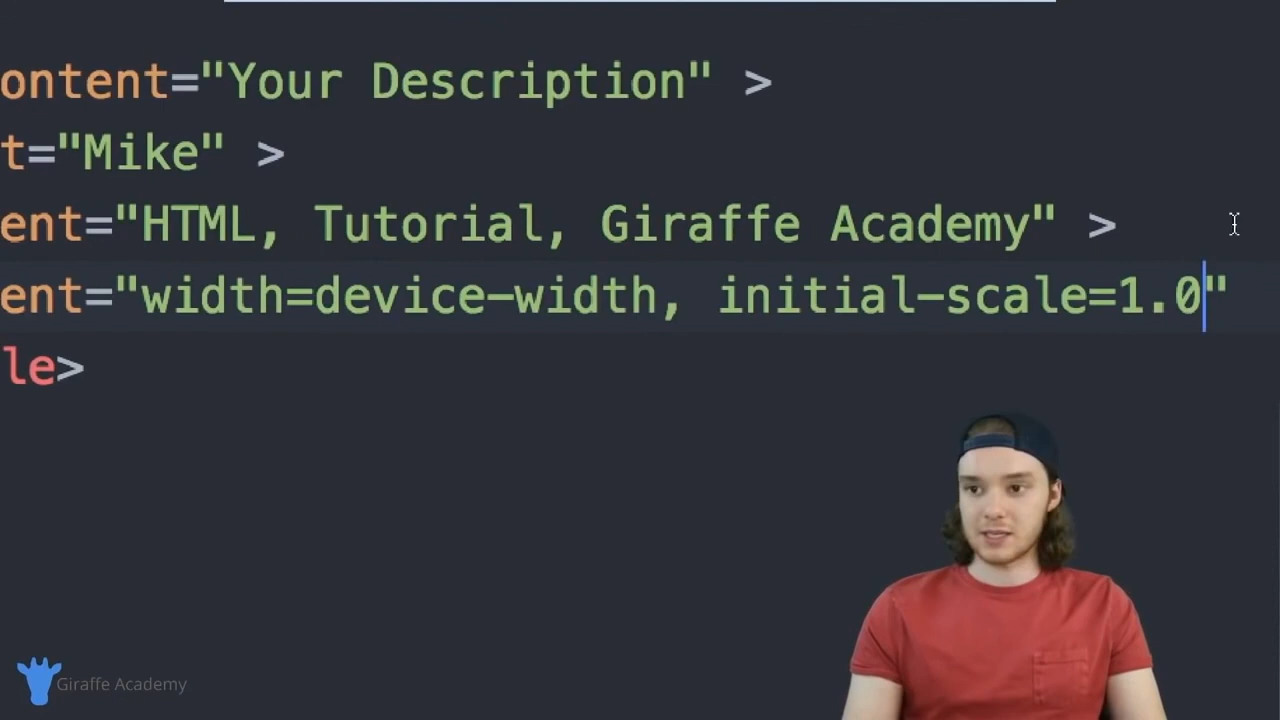 ontent="Your Description" >
t="Mike" >
ent="HTML, Tutorial, Giraffe Academy" >
ent="width=device-width, initial-scale=1.0"
le>
Giraffe Academy